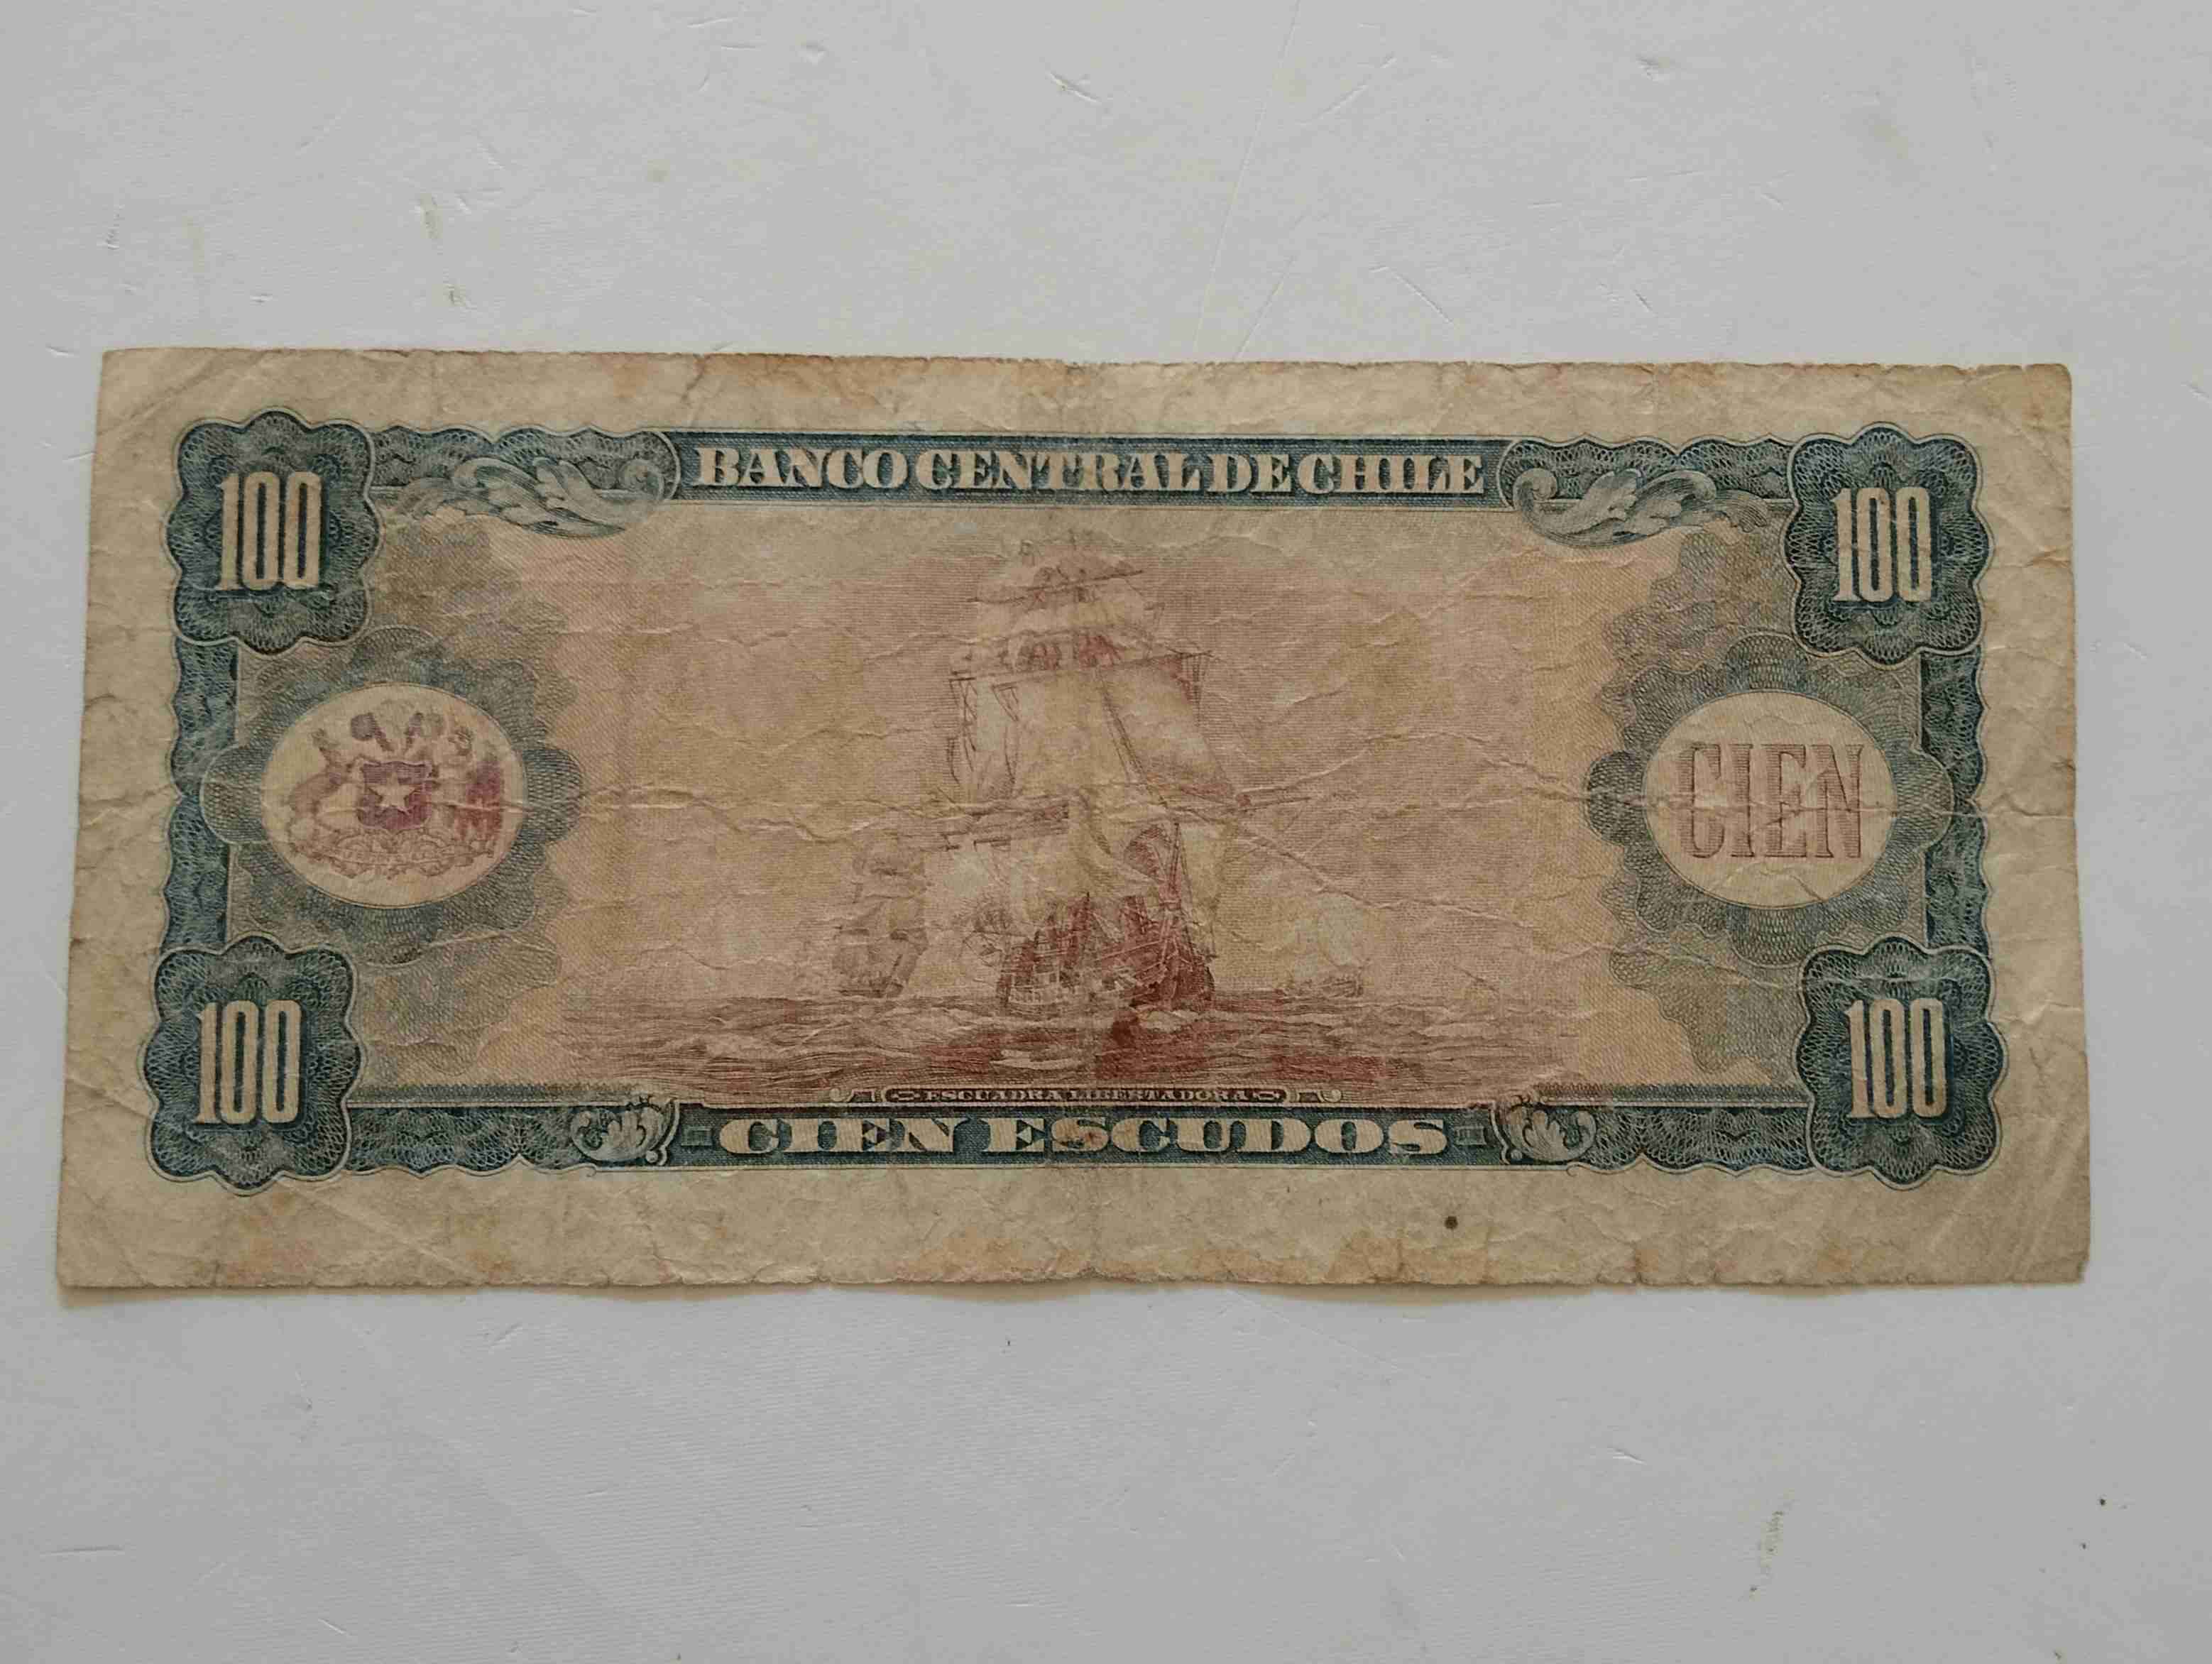 100
BANCO CENTRAL DE CHILE
100
CIEN
100
ESCUADRA LIBERTADORA
CIEN ESCUDOS
100